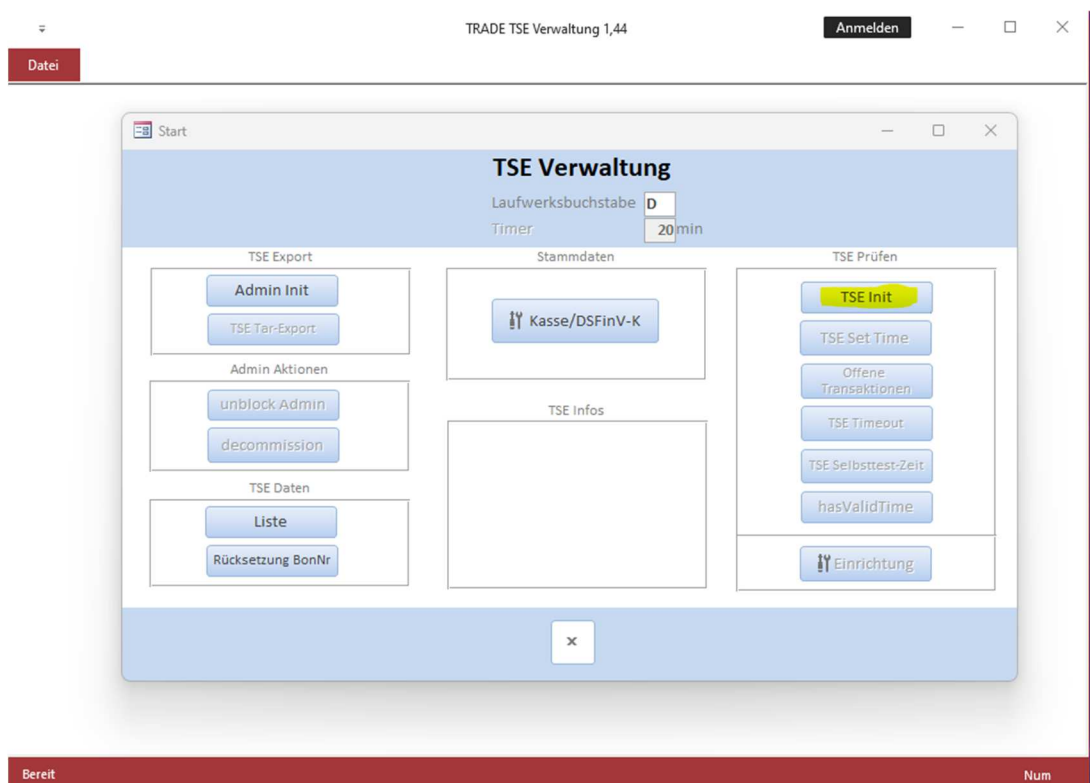 TRADE TSE Verwaltung 1,44
Anmelden
Datei
Start
TSE Verwaltung
Laufwerksbuchstabe D
Timer 20 min
TSE Export
Admin Init
TSE Tar-Export
Admin Aktionen
unblock Admin
decommission
TSE Daten
Liste
Rücksetzung BonNr
Stammdaten
Kasse/DSFinV-K
TSE Infos
TSE Prüfen
TSE Init
TSE Set Time
Offene
Transaktionen
TSE Timeout
TSE Selbsttest-Zeit
hasValidTime
Einrichtung
Bereit
Num